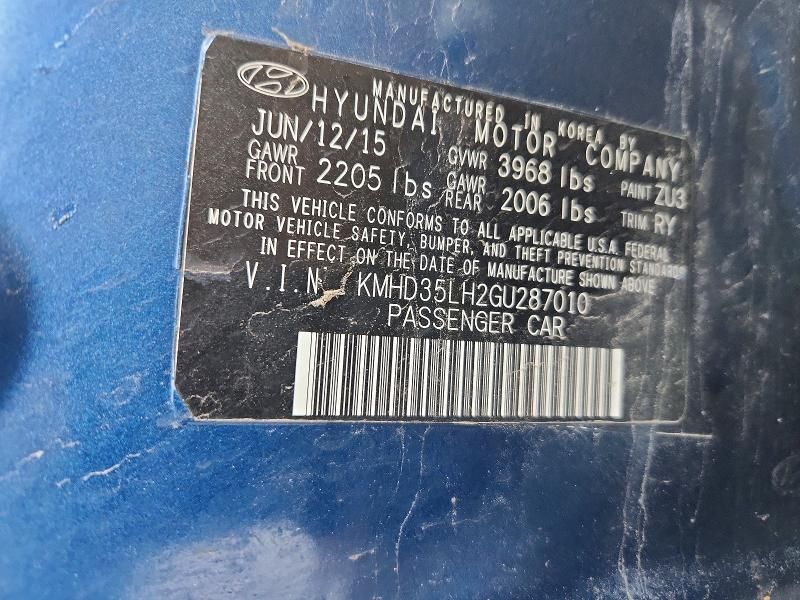 MANUFACTURED IN KOREA BY
HYUNDAI MOTOR COMPANY
JUN/12/15 GVWR 3968 lbs PAINT ZU3
GAWR FRONT 2205 lbs GAWR REAR 2006 lbs TRIM RY
THIS VEHICLE CONFORMS TO ALL APPLICABLE U.S.A. FEDERAL
MOTOR VEHICLE SAFETY, BUMPER, AND THEFT PREVENTION STANDARDS
IN EFFECT ON THE DATE OF MANUFACTURE SHOWN ABOVE
V.I.N KMHD35LH2GU287010
PASSENGER CAR